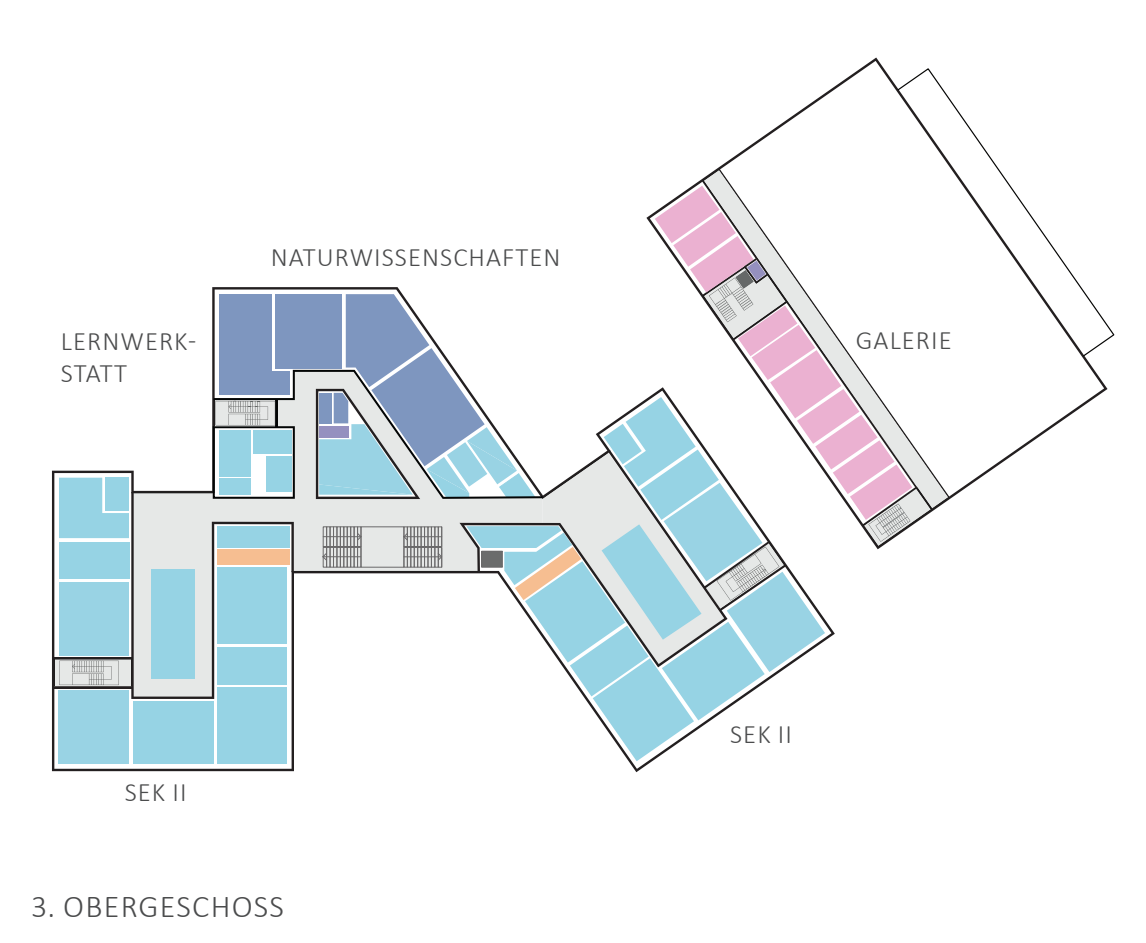 NATURWISSENSCHAFTEN
LERNWERK-
STATT
GALERIE
SEK II
SEK II
3. OBERGESCHOSS